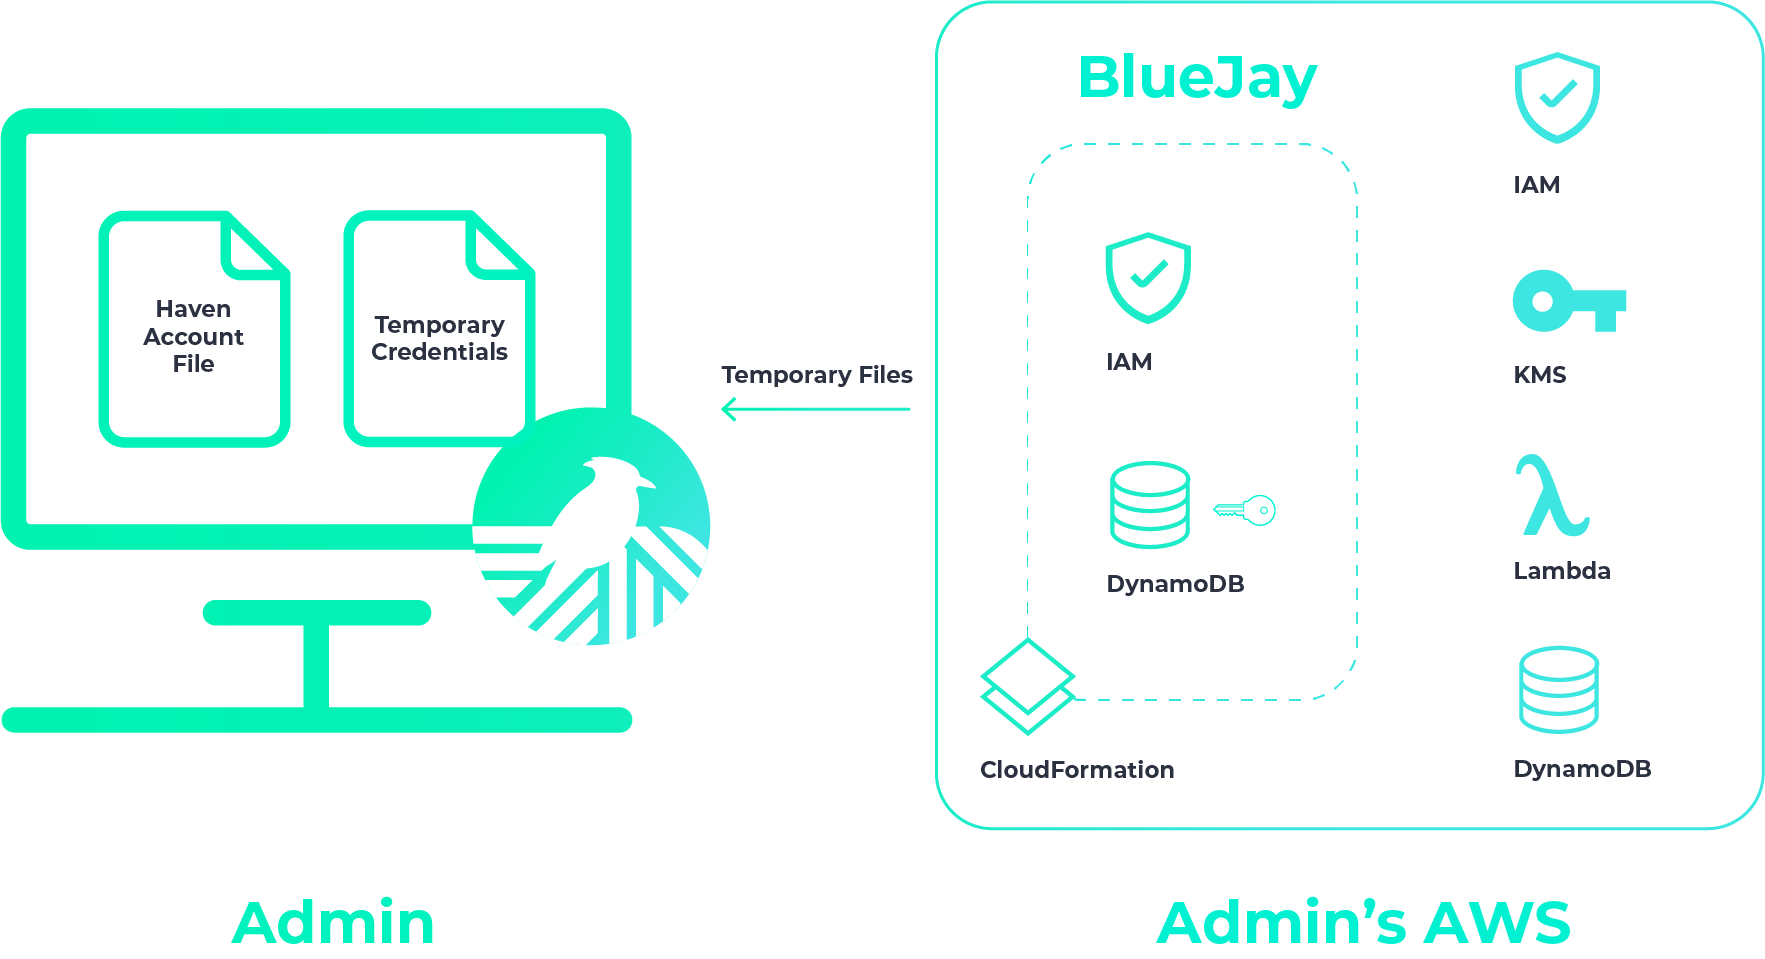 Haven
Account
File
Temporary
Credentials
Temporary Files
BlueJay
IAM
DynamoDB
CloudFormation
IAM
KMS
Lambda
DynamoDB
Admin
Admin’s AWS